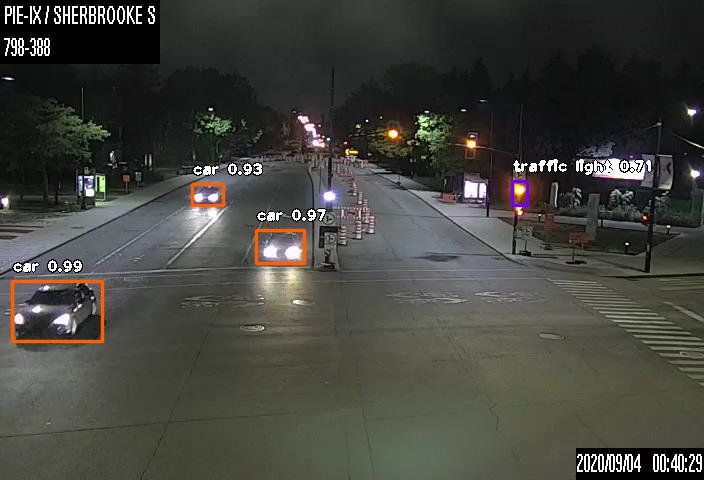 PIE-IX / SHERBROOKE S
798-388
traffic light 0.71
car 0.93
car 0.97
car 0.99
2020/09/04 00:40:29